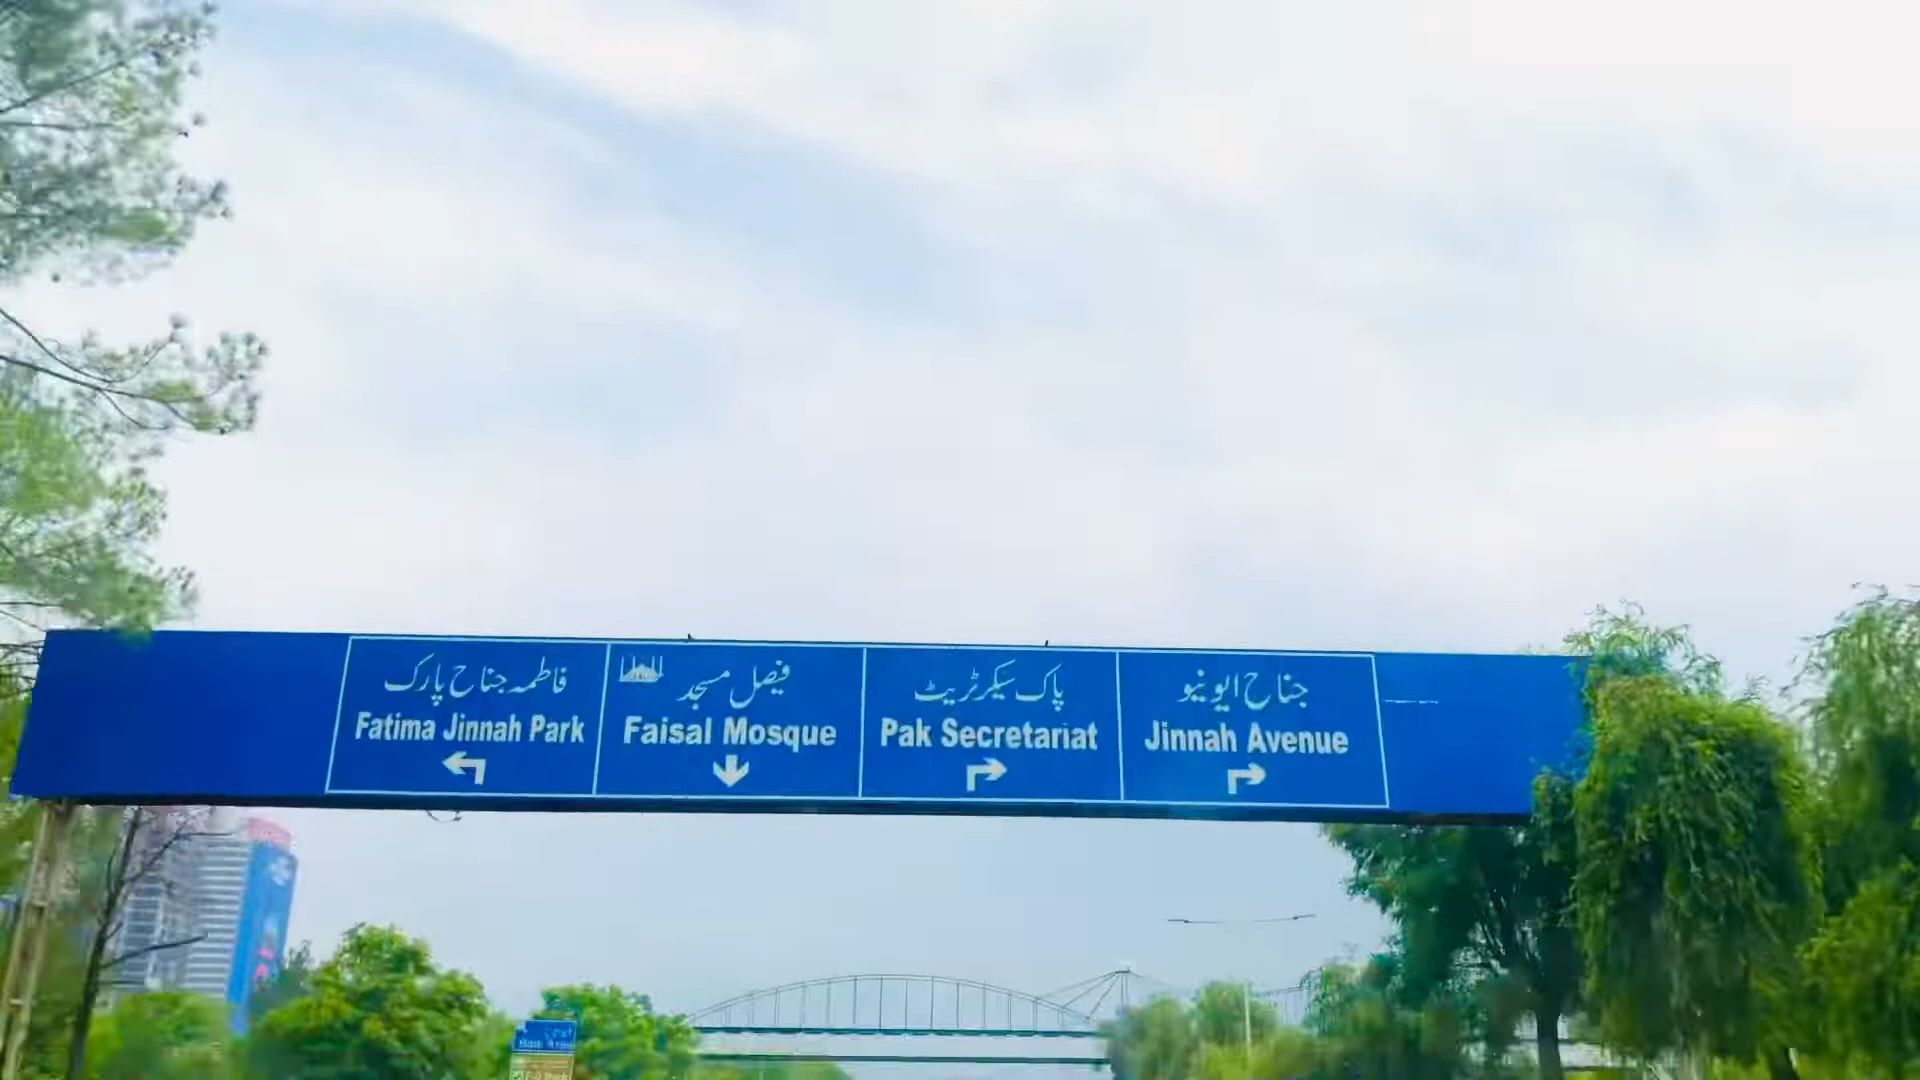 فاطمہ جناح پارک
Fatima Jinnah Park
فیصل مسجد
Faisal Mosque
پاک سیکرٹریٹ
Pak Secretariat
جناح ایونیو
Jinnah Avenue